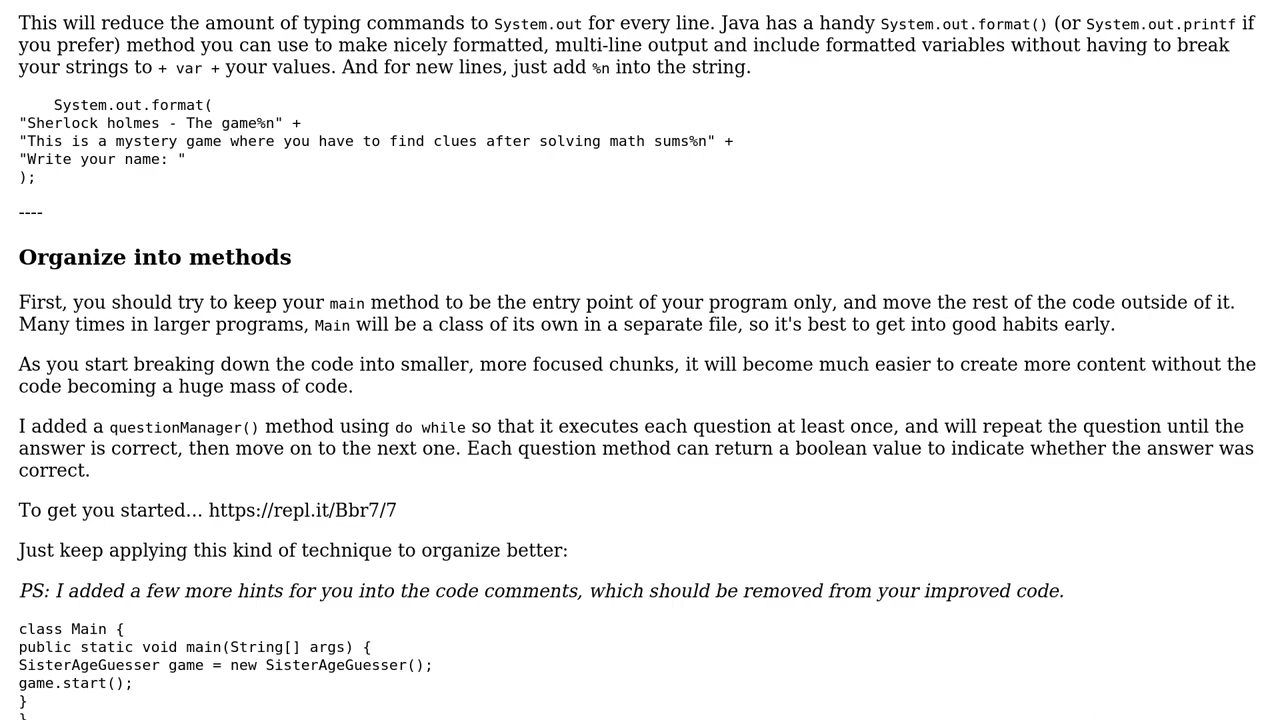 This will reduce the amount of typing commands to System.out for every line. Java has a handy System.out.format() (or System.out.printf if
you prefer) method you can use to make nicely formatted, multi-line output and include formatted variables without having to break
your strings to + var + your values. And for new lines, just add %n into the string.
System.out.format(
"Sherlock holmes - The game%n" +
"This is a mystery game where you have to find clues after solving math sums%n" +
"Write your name: "
);
----
Organize into methods
First, you should try to keep your main method to be the entry point of your program only, and move the rest of the code outside of it.
Many times in larger programs, Main will be a class of its own in a separate file, so it's best to get into good habits early.
As you start breaking down the code into smaller, more focused chunks, it will become much easier to create more content without the
code becoming a huge mass of code.
I added a questionManager() method using do while so that it executes each question at least once, and will repeat the question until the
answer is correct, then move on to the next one. Each question method can return a boolean value to indicate whether the answer was
correct.
To get you started... https://repl.it/Bbr7/7
Just keep applying this kind of technique to organize better:
PS: I added a few more hints for you into the code comments, which should be removed from your improved code.
class Main {
public static void main(String[] args) {
SisterAgeGuesser game = new SisterAgeGuesser();
game.start();
}
}